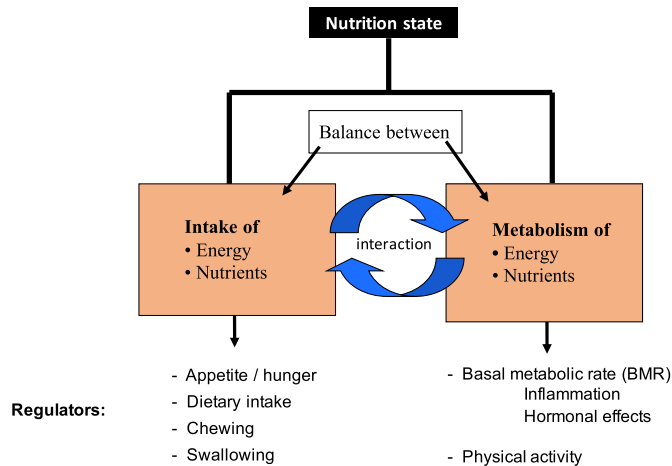 Nutrition state
Balance between
Intake of
• Energy
• Nutrients
interaction
Metabolism of
• Energy
• Nutrients
Regulators:
- Appetite / hunger
- Dietary intake
- Chewing
- Swallowing
- Basal metabolic rate (BMR)
Inflammation
Hormonal effects
- Physical activity